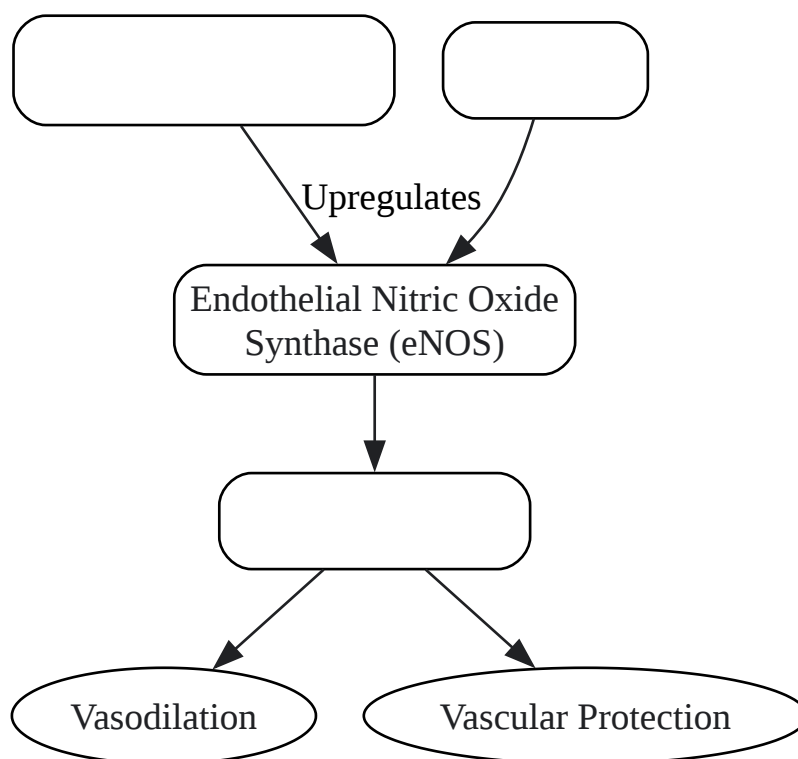 Upregulates
Endothelial Nitric Oxide
Synthase (eNOS)
Vasodilation
Vascular Protection